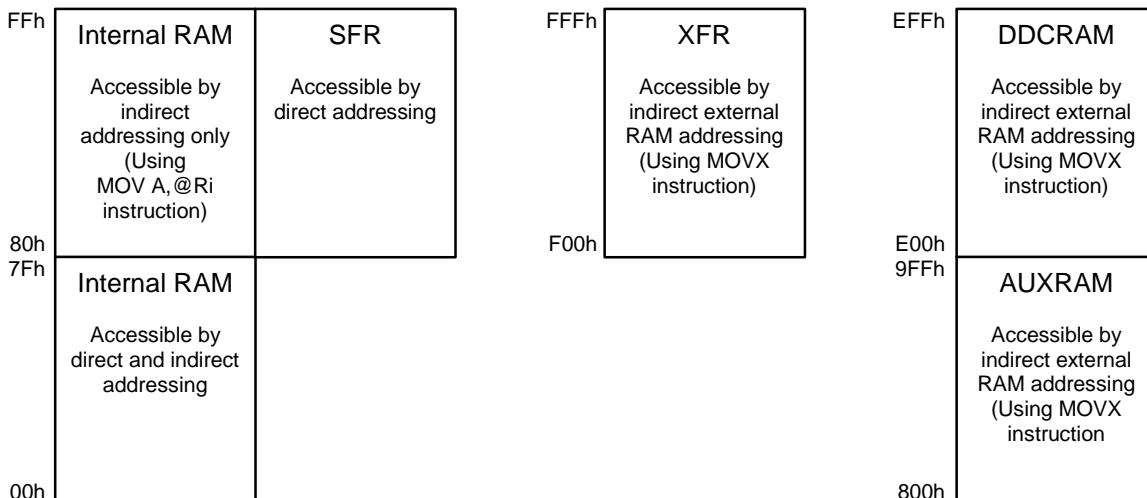 FFh
Internal RAM
Accessible by
indirect
addressing only
(Using
MOV A,@Ri
instruction)
80h
SFR
Accessible by
direct addressing
7Fh
Internal RAM
Accessible by
direct and indirect
addressing
00h
FFFh
XFR
Accessible by
indirect external
RAM addressing
(Using MOVX
instruction)
F00h
EFFh
DDCRAM
Accessible by
indirect external
RAM addressing
(Using MOVX
instruction)
E00h
9FFh
AUXRAM
Accessible by
indirect external
RAM addressing
(Using MOVX
instruction
800h